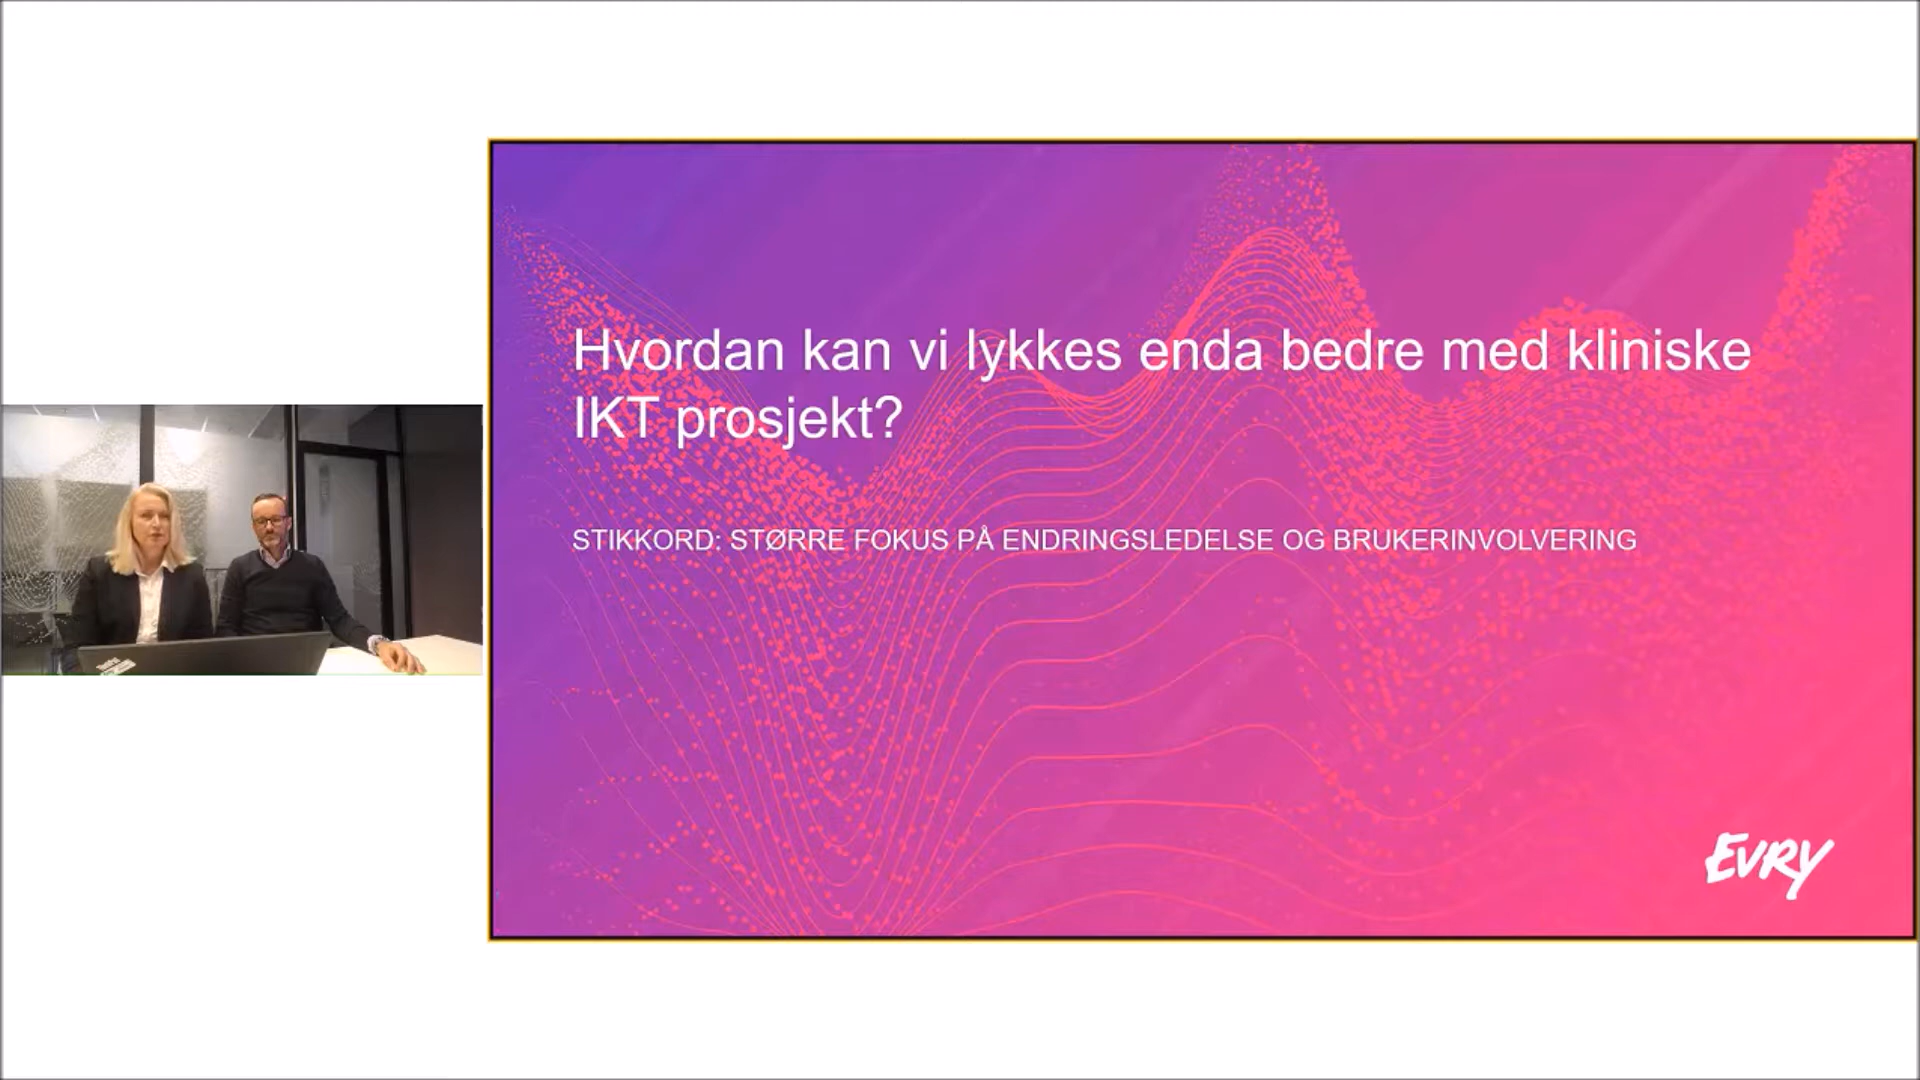 Hvordan kan vi lykkes enda bedre med kliniske
IKT prosjekt?
STIKKORD: STØRRE FOKUS PÅ ENDRINGSLEDELSE OG BRUKERINVOLVERING
EVRY